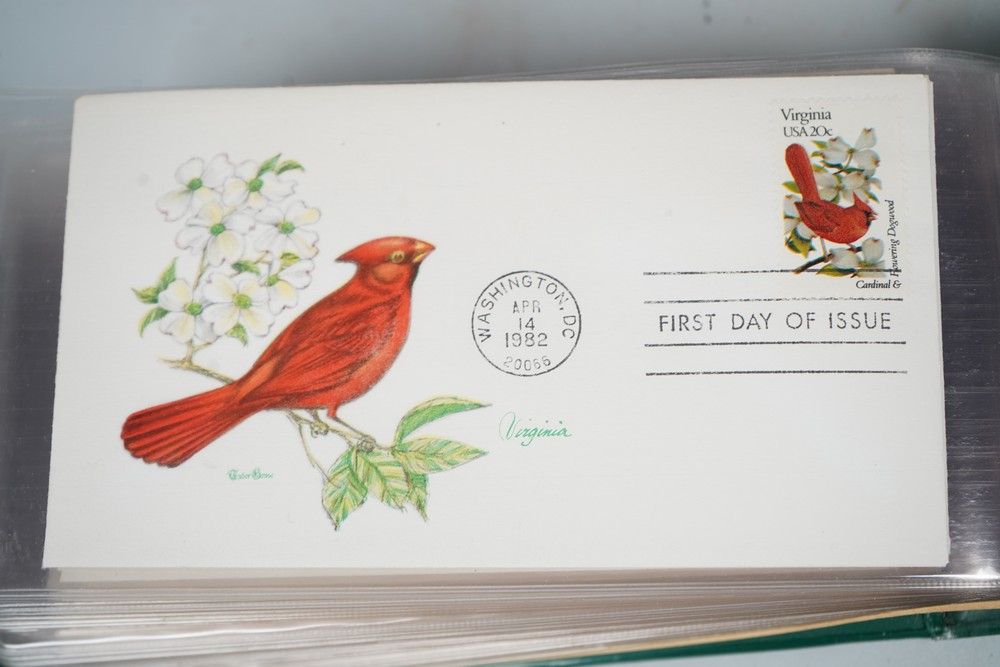 Virginia
USA 20c
Cardinal &
Flowering Dogwood
WASHINGTON, DC
APR
14
1982
20066
FIRST DAY OF ISSUE
Virginia